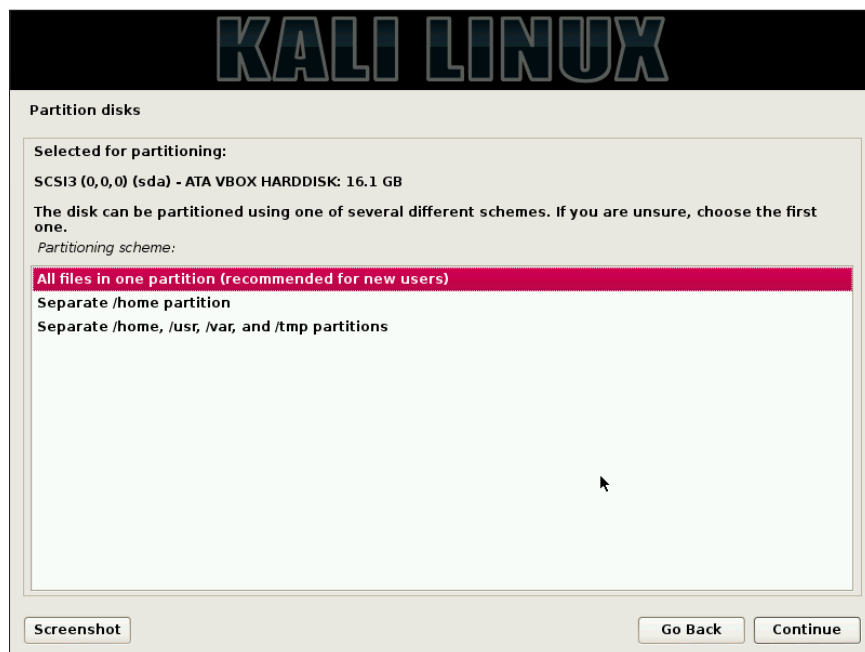 KALI LINUX
Partition disks
Selected for partitioning:
SCSI3 (0,0,0) (sda) - ATA VBOX HARDDISK: 16.1 GB
The disk can be partitioned using one of several different schemes. If you are unsure, choose the first
one.
Partitioning scheme:
All files in one partition (recommended for new users)
Separate /home partition
Separate /home, /usr, /var, and /tmp partitions
Screenshot
Go Back
Continue